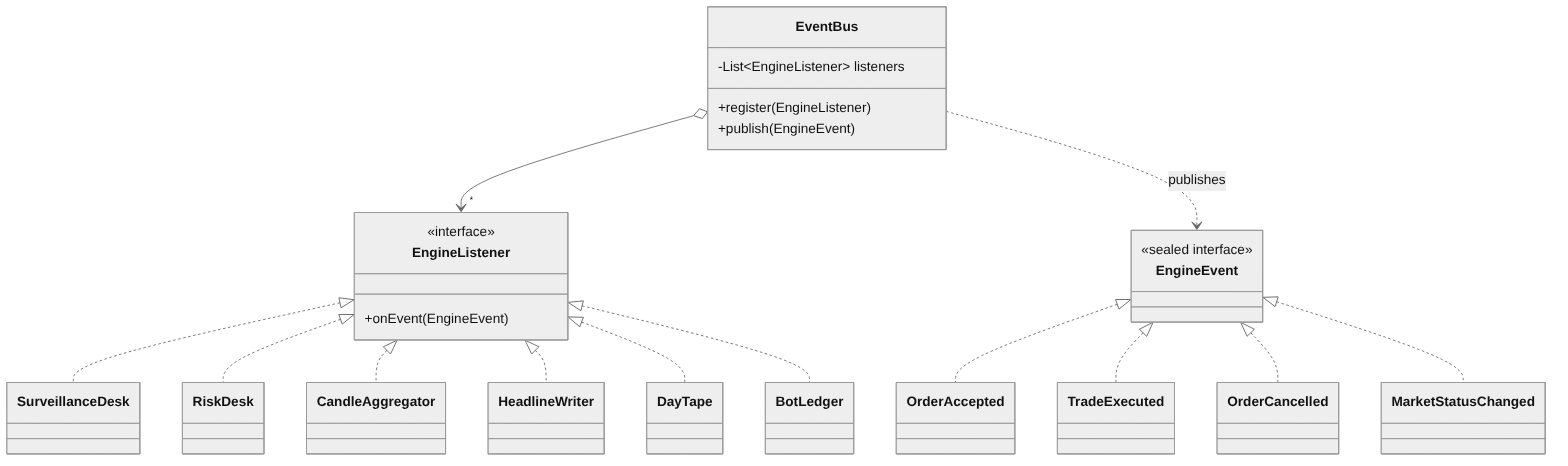 EventBus
-List<EngineListener> listeners
+register(EngineListener)
+publish(EngineEvent)
publishes
*
«interface»
EngineListener
+onEvent(EngineEvent)
«sealed interface»
EngineEvent
SurveillanceDesk
RiskDesk
CandleAggregator
HeadlineWriter
DayTape
BotLedger
OrderAccepted
TradeExecuted
OrderCancelled
MarketStatusChanged